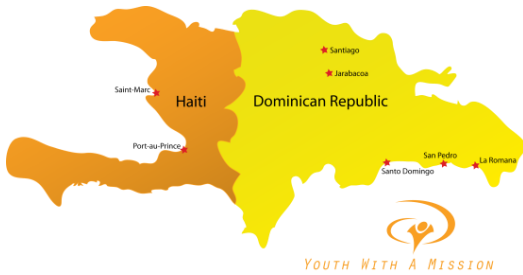 Santiago
Jarabacoa
Saint-Marc
Haiti
Dominican Republic
Port-au-Prince
San Pedro
La Romana
Santo Domingo
Youth With A Mission